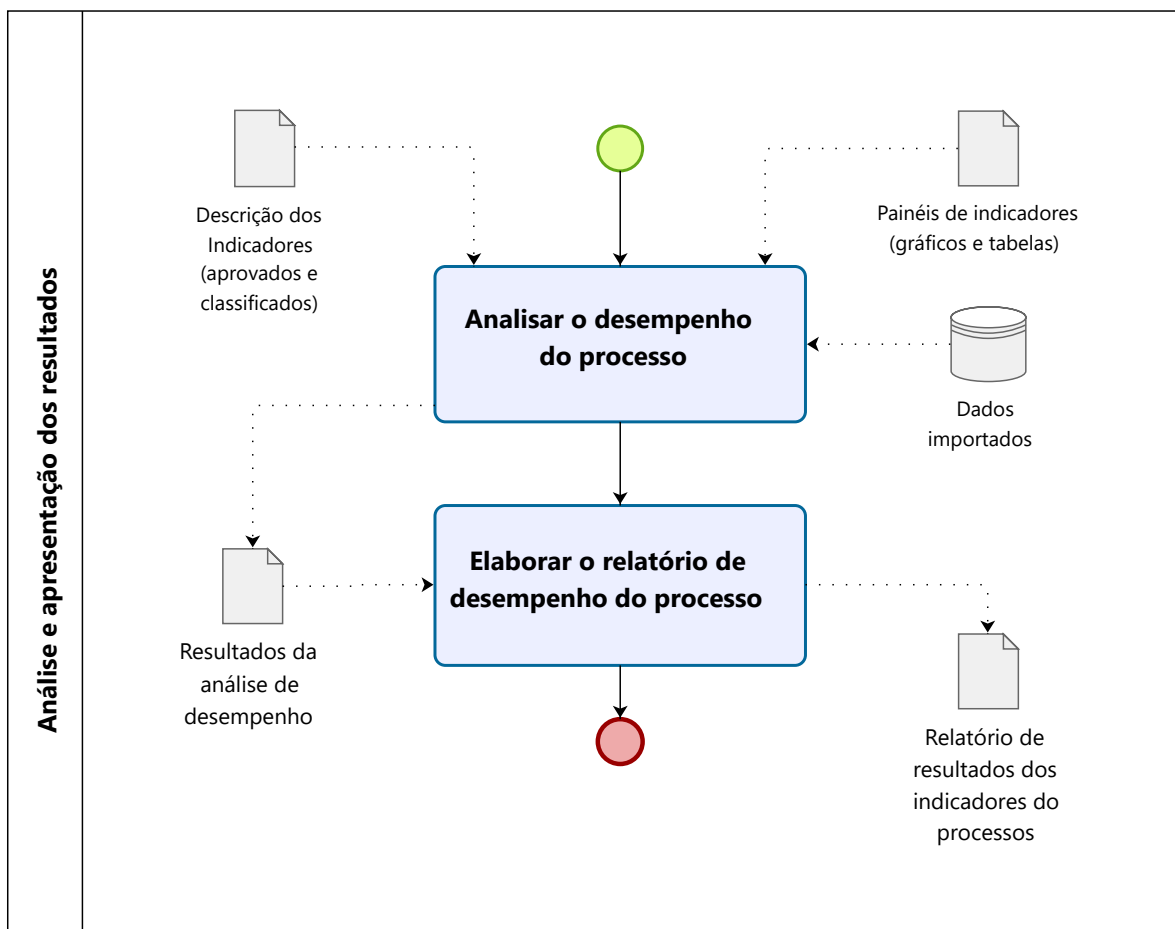 Análise e apresentação dos resultados
Descrição dos
Indicadores
(aprovados e
classificados)
Painéis de indicadores
(gráficos e tabelas)
Analisar o desempenho
do processo
Dados
importados
Elaborar o relatório de
desempenho do processo
Resultados da
análise de
desempenho
Relatório de
resultados dos
indicadores do
processos